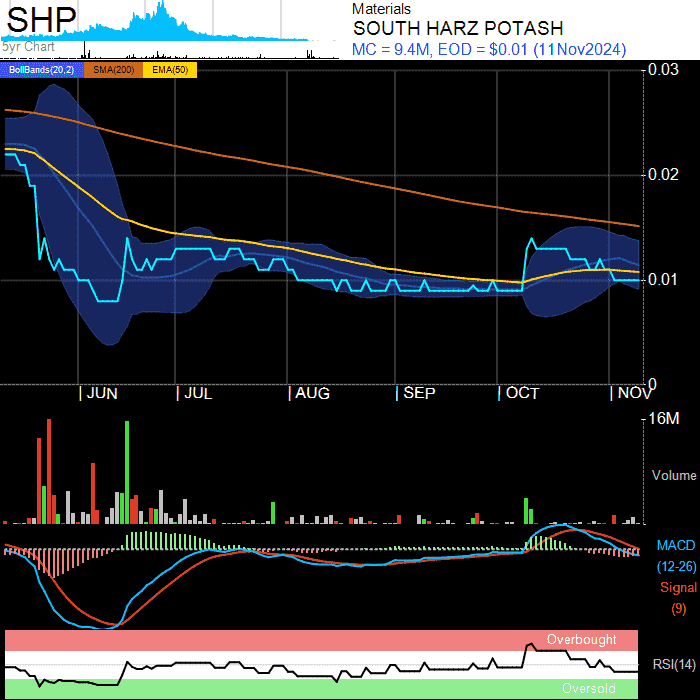 SHP
5yr Chart
Materials
SOUTH HARZ POTASH
MC = 9.4M, EOD = $0.01 (11Nov2024)
BollBands(20,2) SMA(200) EMA(50)
0.03
0.02
0.01
0
JUN JUL AUG SEP OCT NOV
16M
Volume
MACD
(12-26)
Signal
(9)
Overbought
RSI(14)
Oversold